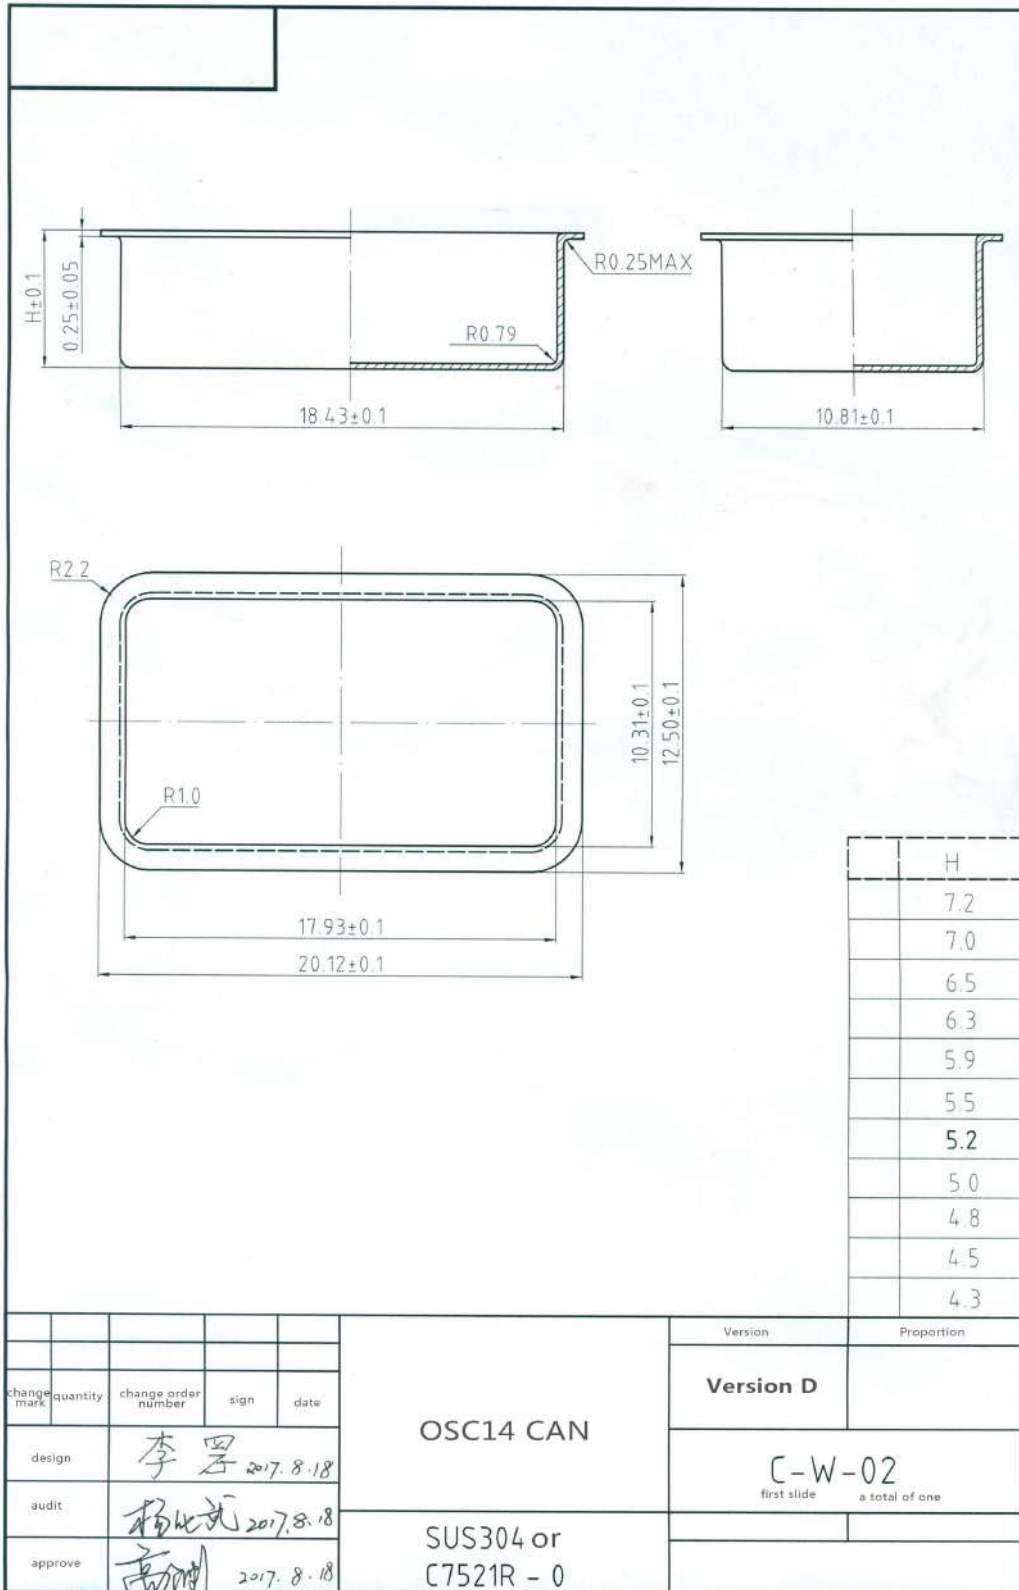 H±0.1
0.25±0.05
R0.25MAX
R0.79
18.43±0.1
10.81±0.1
R2.2
R1.0
10.31±0.1
12.50±0.1
17.93±0.1
20.12±0.1
H
7.2
7.0
6.5
6.3
5.9
5.5
5.2
5.0
4.8
4.5
4.3
change mark
quantity
change order number
sign
date
design
李 2017.8.18
audit
杨 武 2017.8.18
approve
高 2017.8.18
OSC14 CAN
SUS304 or
C7521R - 0
Version
Proportion
Version D
C-W-02
first slide
a total of one